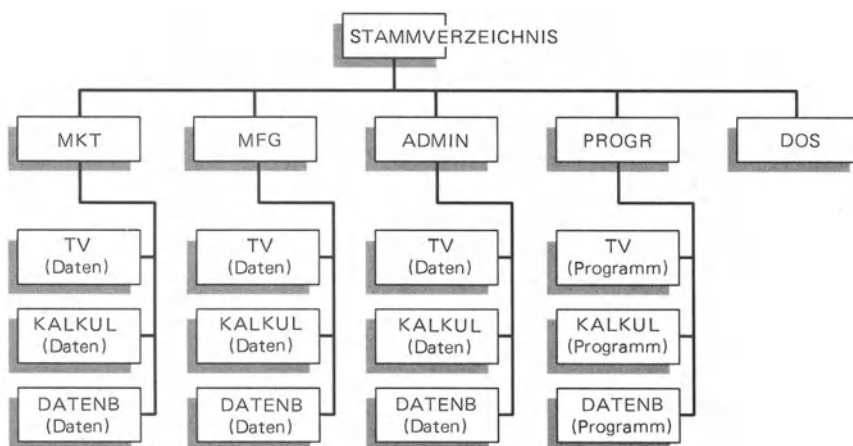 STAMMVERZEICHNIS
MKT
MFG
ADMIN
PROGR
DOS
TV
(Daten)
TV
(Daten)
TV
(Daten)
TV
(Programm)
KALKUL
(Daten)
KALKUL
(Daten)
KALKUL
(Daten)
KALKUL
(Programm)
DATENB
(Daten)
DATENB
(Daten)
DATENB
(Daten)
DATENB
(Programm)